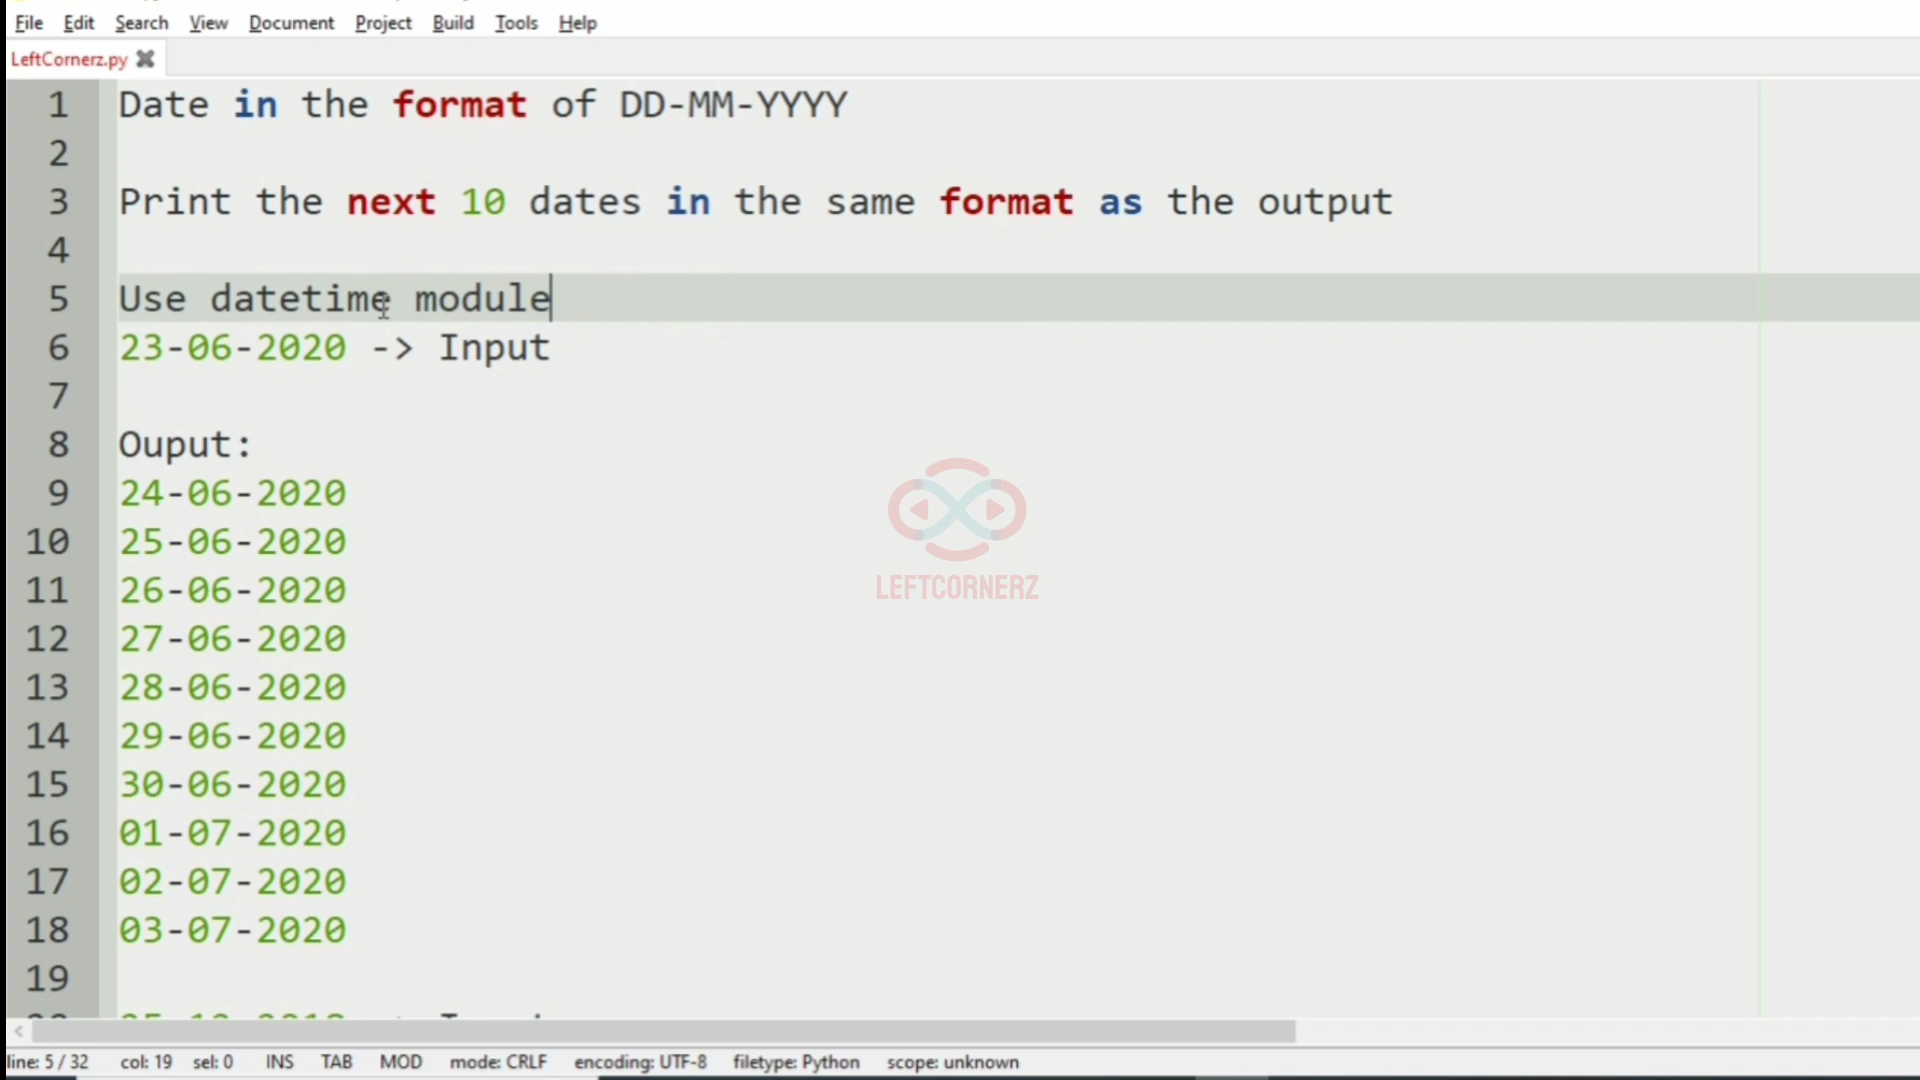 File Edit Search View Document Project Build Tools Help
LeftCornerz.py
1 Date in the format of DD-MM-YYYY
2
3 Print the next 10 dates in the same format as the output
4
5 Use datetime module
6 23-06-2020 -> Input
7
8 Ouput:
9 24-06-2020
10 25-06-2020
11 26-06-2020
12 27-06-2020
13 28-06-2020
14 29-06-2020
15 30-06-2020
16 01-07-2020
17 02-07-2020
18 03-07-2020
19
LEFTCORNERZ
line: 5 / 32 col: 19 sel: 0 INS TAB MOD mode: CRLF encoding: UTF-8 filetype: Python scope: unknown